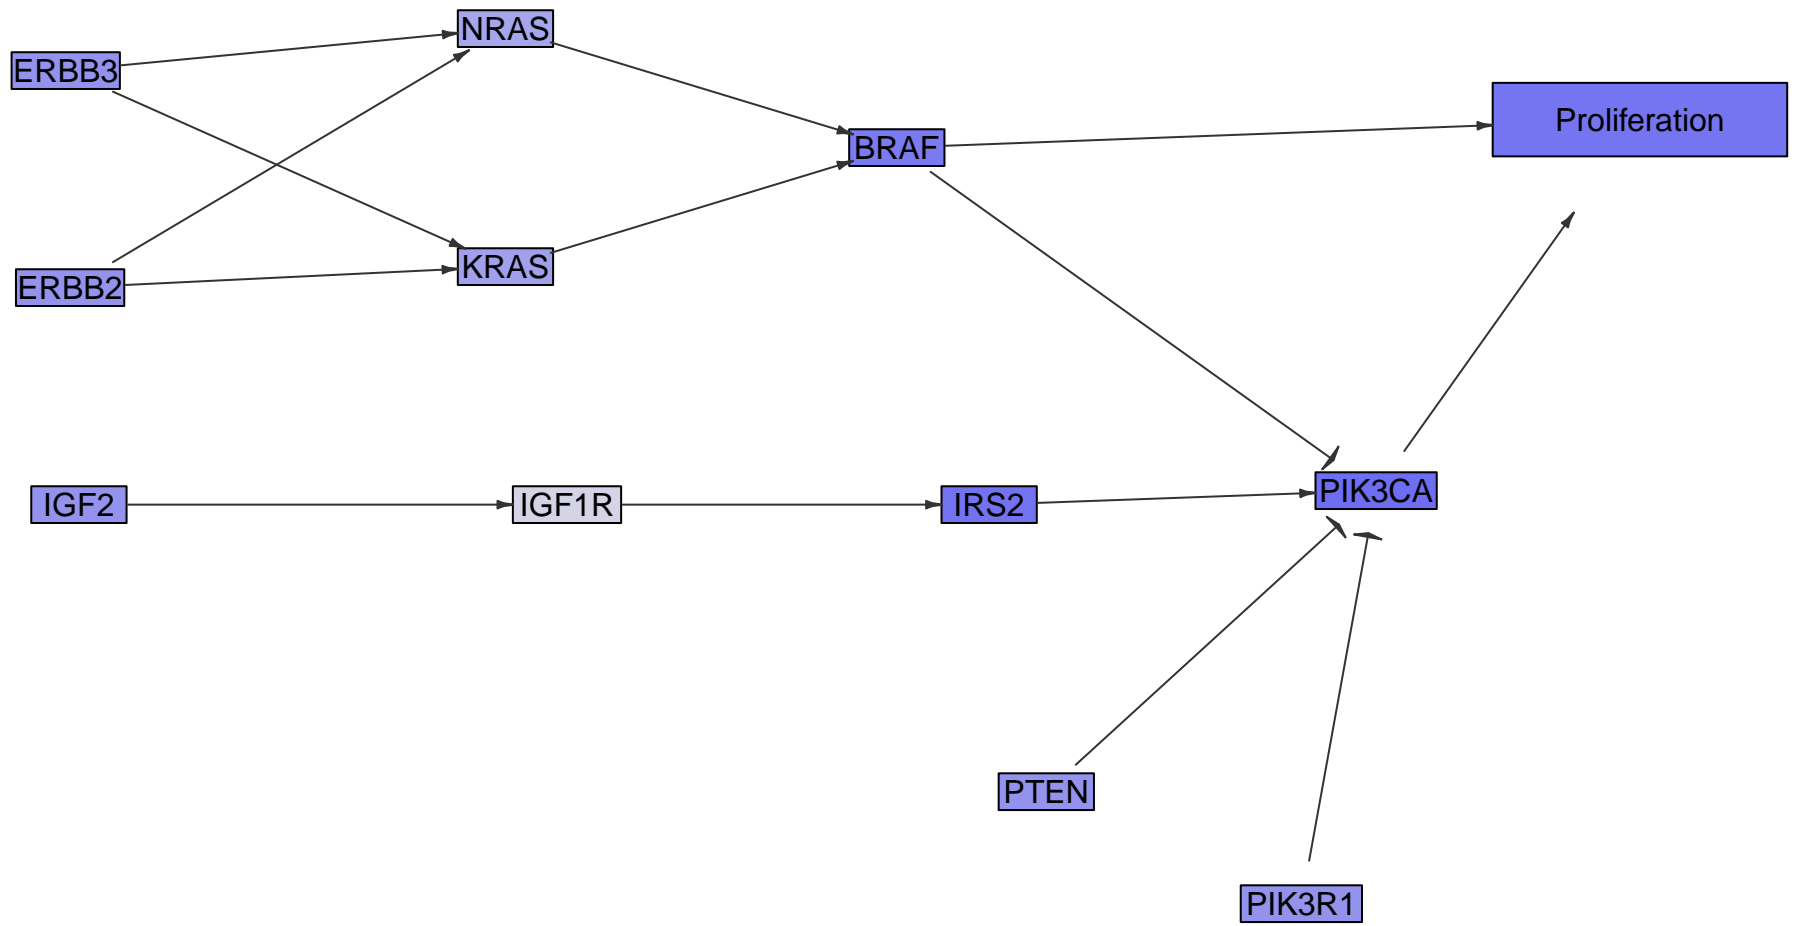 NRAS
ERBB3
Proliferation
BRAF
KRAS
ERBB2
PIK3CA
IGF2
IGF1R
IRS2
PTEN
PIK3R1